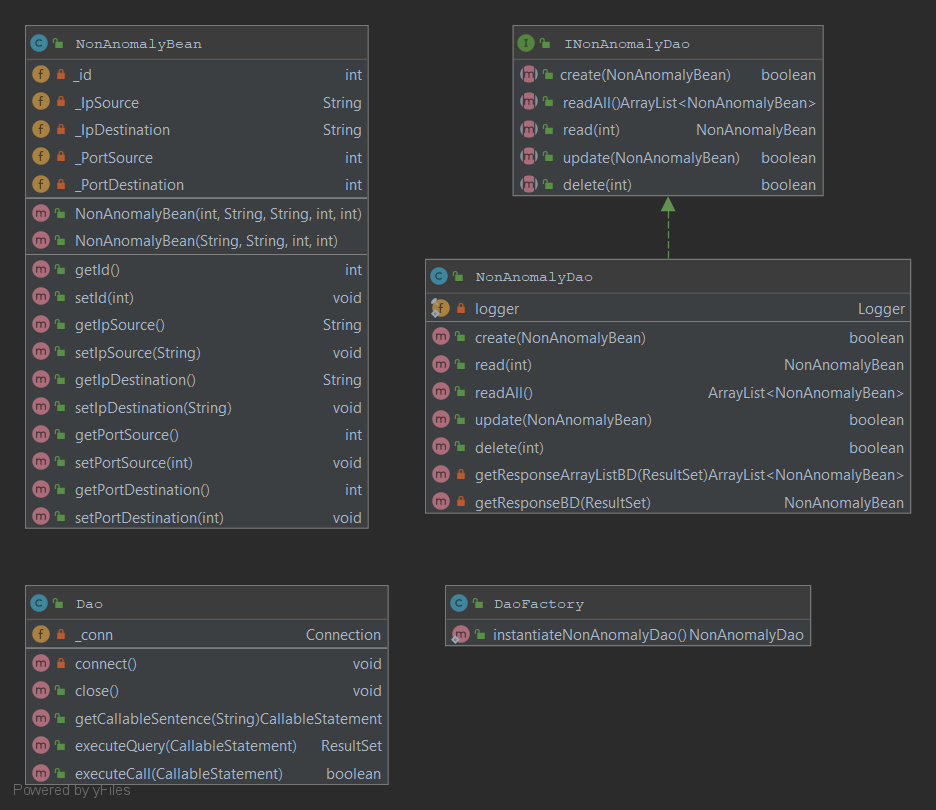 NonAnomalyBean
_id int
_IpSource String
_IpDestination String
_PortSource int
_PortDestination int
NonAnomalyBean(int, String, String, int, int)
NonAnomalyBean(String, String, int, int)
getId() int
setId(int) void
getIpSource() String
setIpSource(String) void
getIpDestination() String
setIpDestination(String) void
getPortSource() int
setPortSource(int) void
getPortDestination() int
setPortDestination(int) void
INonAnomalyDao
create(NonAnomalyBean) boolean
readAll()ArrayList<NonAnomalyBean>
read(int) NonAnomalyBean
update(NonAnomalyBean) boolean
delete(int) boolean
NonAnomalyDao
logger Logger
create(NonAnomalyBean) boolean
read(int) NonAnomalyBean
readAll() ArrayList<NonAnomalyBean>
update(NonAnomalyBean) boolean
delete(int) boolean
getResponseArrayListBD(ResultSet)ArrayList<NonAnomalyBean>
getResponseBD(ResultSet) NonAnomalyBean
Dao
_conn Connection
connect() void
close() void
getCallableSentence(String)CallableStatement
executeQuery(CallableStatement) ResultSet
executeCall(CallableStatement) boolean
DaoFactory
instantiateNonAnomalyDao() NonAnomalyDao
Powered by yFiles